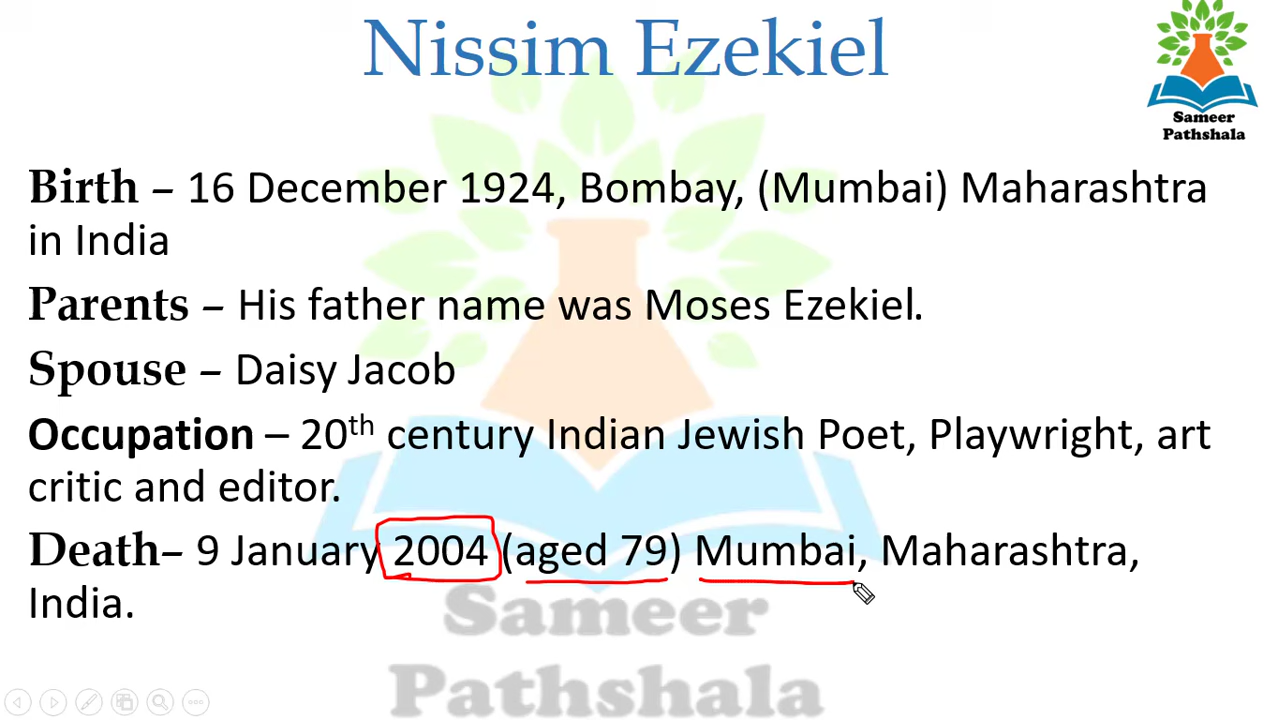 Nissim Ezekiel
Sameer
Pathshala
Birth – 16 December 1924, Bombay, (Mumbai) Maharashtra
in India
Parents – His father name was Moses Ezekiel.
Spouse – Daisy Jacob
Occupation – 20th century Indian Jewish Poet, Playwright, art
critic and editor.
Death– 9 January 2004 (aged 79) Mumbai, Maharashtra,
India.
Sameer
Pathshala